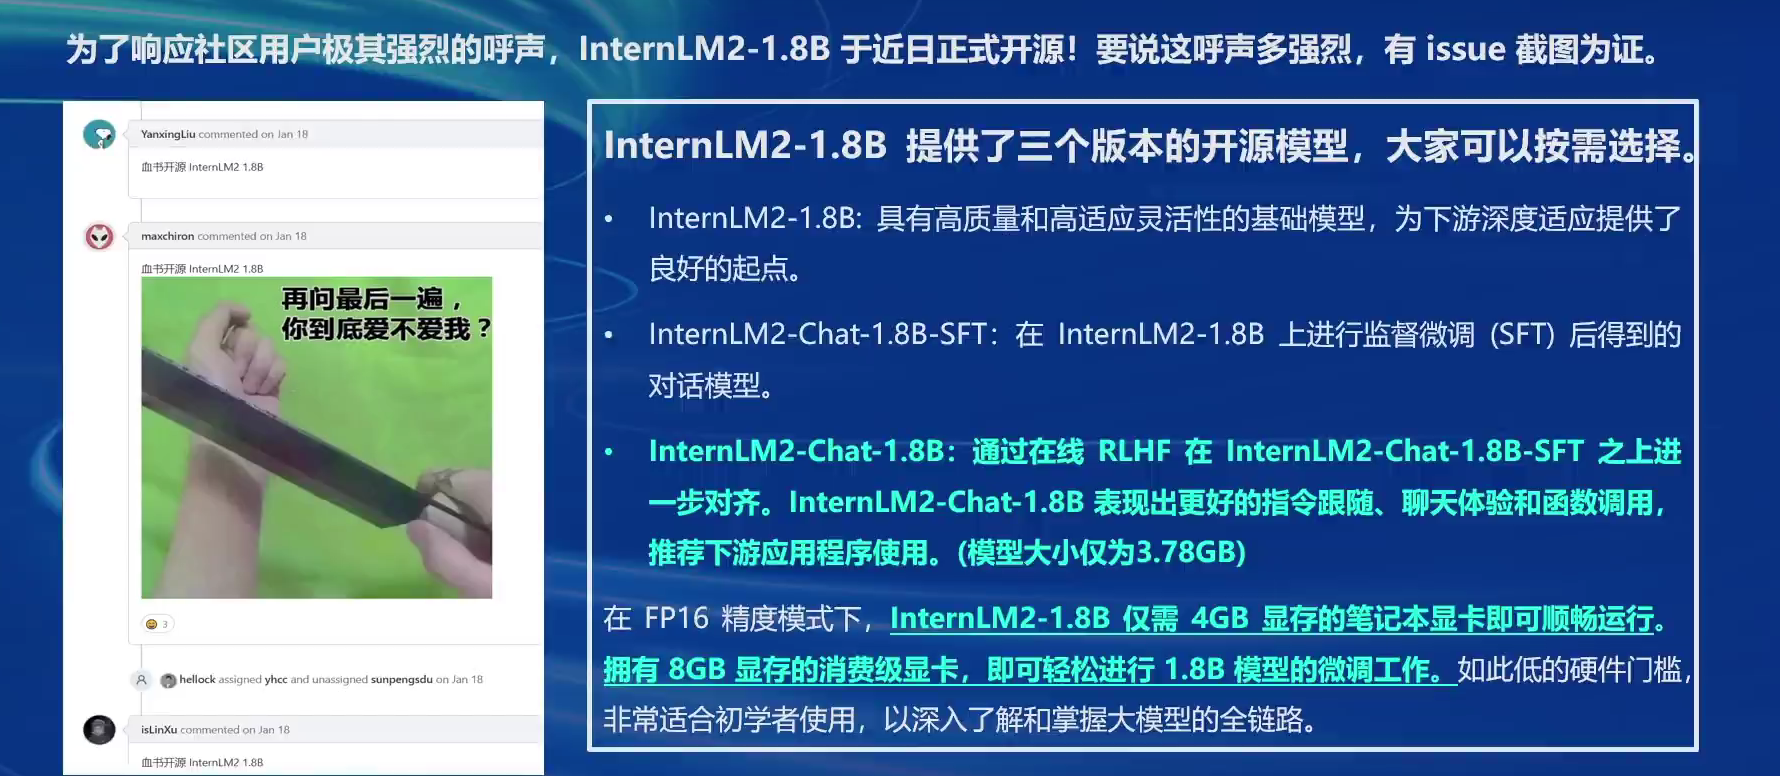 为了响应社区用户极其强烈的呼声，InternLM2-1.8B 于近日正式开源！要说这呼声多强烈，有 issue 截图为证。
YanxingLiu commented on Jan 18
血书开源 InternLM2 1.8B
maxchiron commented on Jan 18
血书开源 InternLM2 1.8B
再问最后一遍，
你到底爱不爱我？
3
hellock assigned yhcc and unassigned sunpengsdu on Jan 18
isLinXu commented on Jan 18
血书开源 InternLM2 1.8B
InternLM2-1.8B 提供了三个版本的开源模型，大家可以按需选择。
• InternLM2-1.8B: 具有高质量和高适应灵活性的基础模型，为下游深度适应提供了
良好的起点。
• InternLM2-Chat-1.8B-SFT：在 InternLM2-1.8B 上进行监督微调 (SFT) 后得到的
对话模型。
• InternLM2-Chat-1.8B：通过在线 RLHF 在 InternLM2-Chat-1.8B-SFT 之上进
一步对齐。InternLM2-Chat-1.8B 表现出更好的指令跟随、聊天体验和函数调用，
推荐下游应用程序使用。(模型大小仅为3.78GB)
在 FP16 精度模式下，InternLM2-1.8B 仅需 4GB 显存的笔记本显卡即可顺畅运行。
拥有 8GB 显存的消费级显卡，即可轻松进行 1.8B 模型的微调工作。如此低的硬件门槛，
非常适合初学者使用，以深入了解和掌握大模型的全链路。